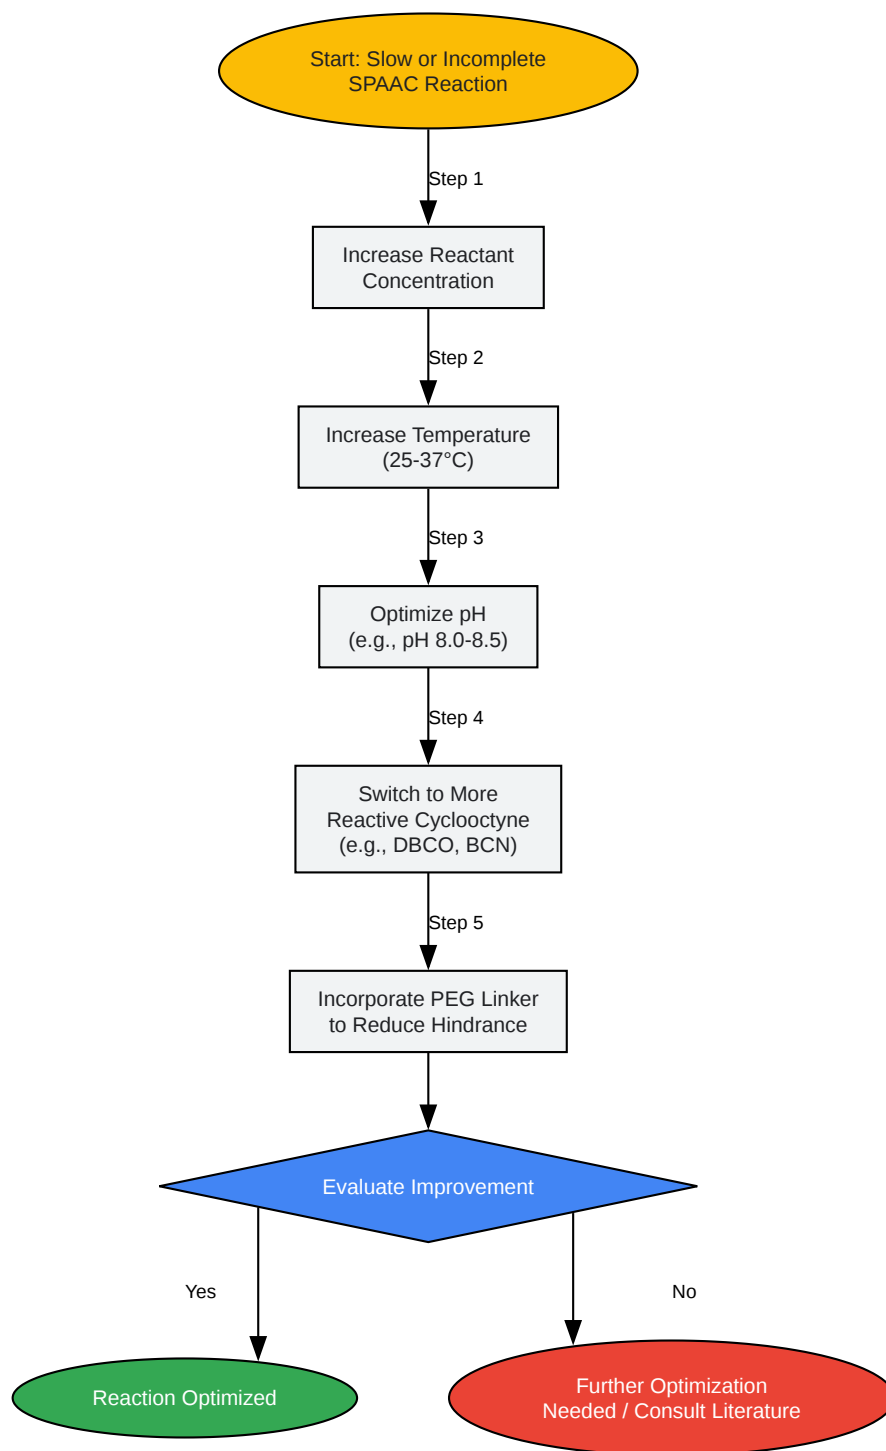 Start: Slow or Incomplete
SPAAC Reaction
Step 1
Increase Reactant
Concentration
Step 2
Increase Temperature
(25-37°C)
Step 3
Optimize pH
(e.g., pH 8.0-8.5)
Step 4
Switch to More
Reactive Cyclooctyne
(e.g., DBCO, BCN)
Step 5
Incorporate PEG Linker
to Reduce Hindrance
Evaluate Improvement
Yes
No
Reaction Optimized
Further Optimization
Needed / Consult Literature